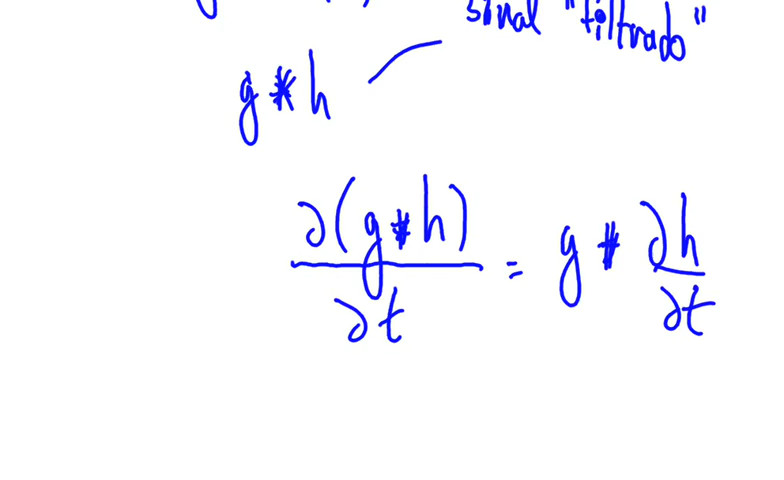 sinal "filtrado"
g * h
∂(g * h) / ∂t = g * ∂h / ∂t